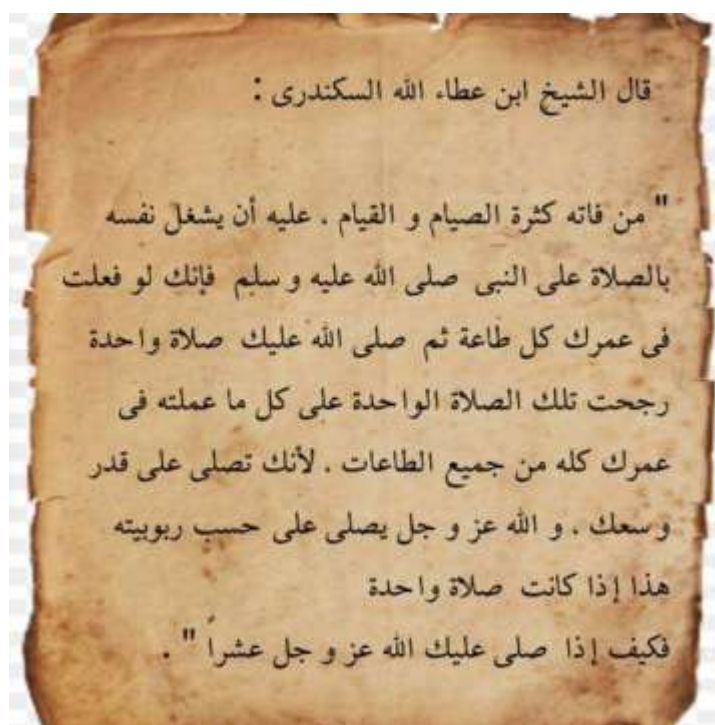 قال الشيخ ابن عطاء الله السكندرى :
" من فاته كثرة الصيام و القيام . عليه أن يشغل نفسه
بالصلاة على النبى صلى الله عليه و سلم فإنك لو فعلت
فى عمرك كل طاعة ثم صلى الله عليك صلاة واحدة
رجحت تلك الصلاة الواحدة على كل ما عملته فى
عمرك كله من جميع الطاعات . لأنك تصلى على قدر
وسعك . و الله عز و جل يصلى على حسب ربوبيته
هذا إذا كانت صلاة واحدة
فكيف إذا صلى عليك الله عز و جل عشراً " .